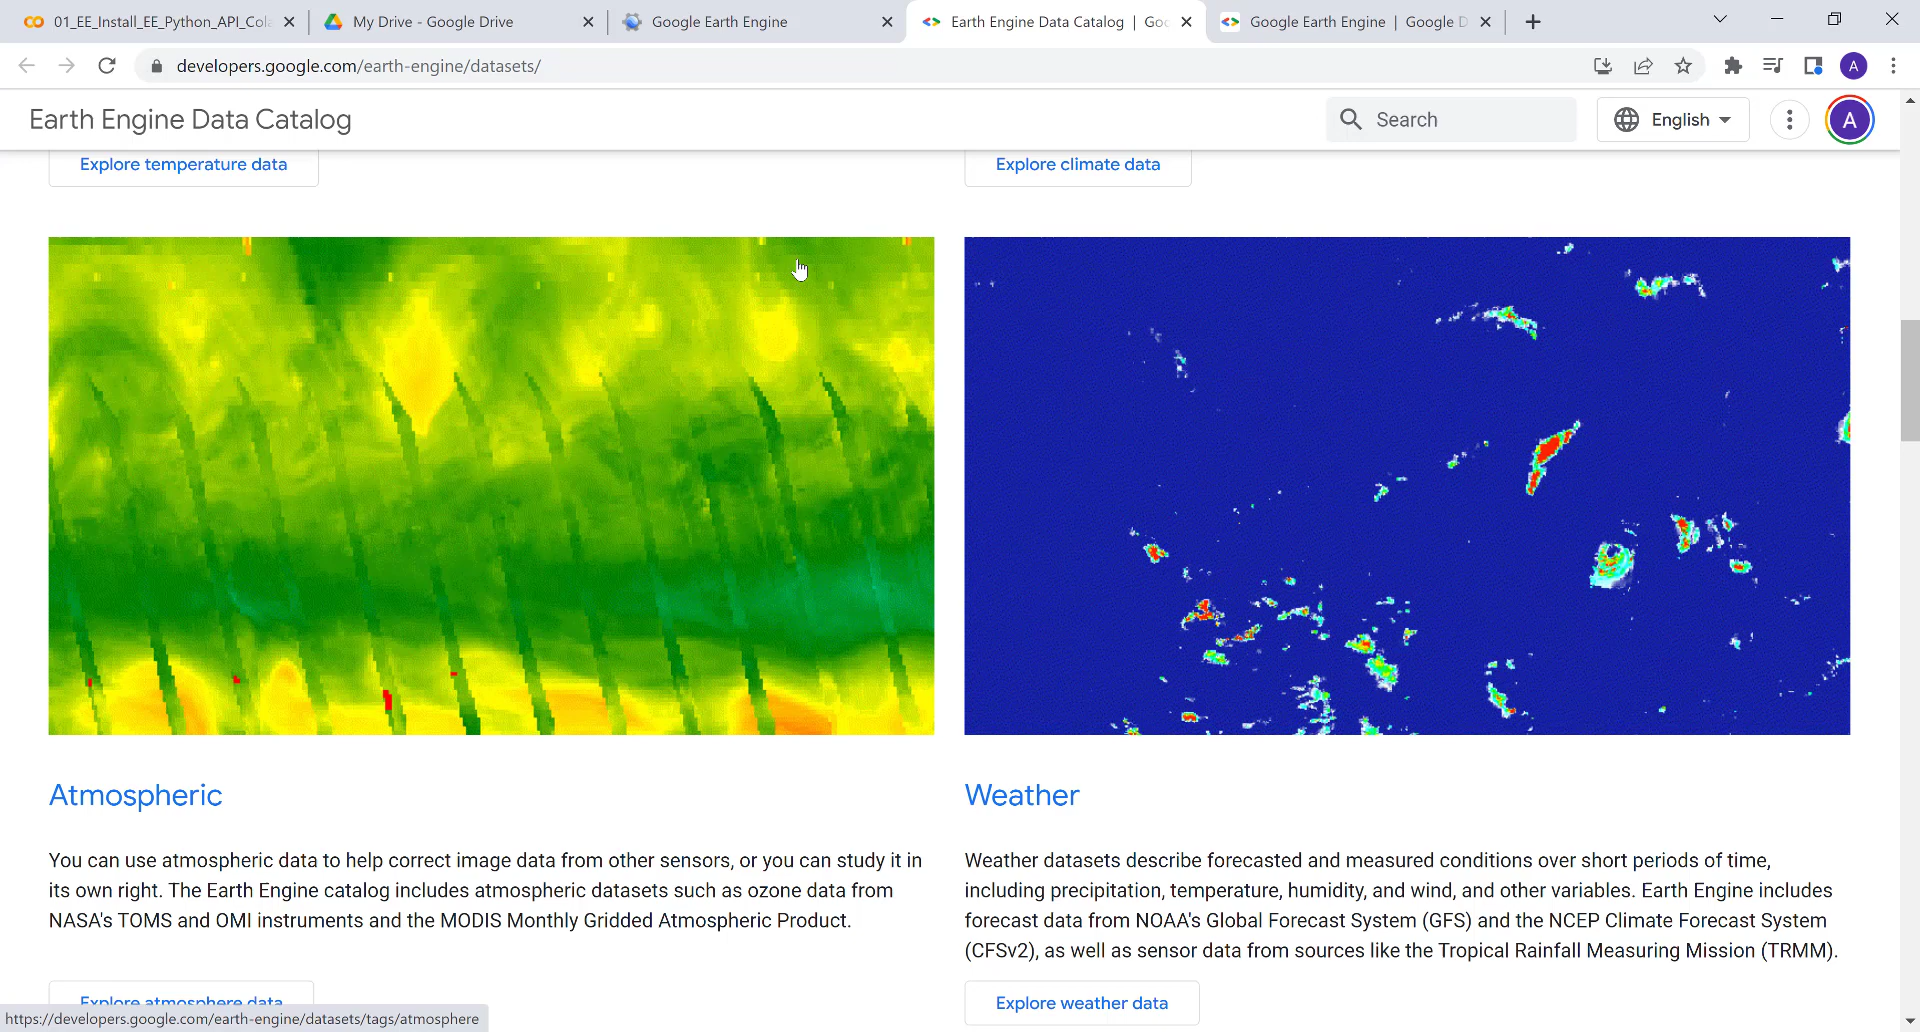 01_EE_Install_EE_Python_API_Cola
My Drive - Google Drive
Google Earth Engine
Earth Engine Data Catalog | Goo
Google Earth Engine | Google D
developers.google.com/earth-engine/datasets/
A
Earth Engine Data Catalog
Search
English
A
Explore temperature data
Explore climate data
Atmospheric
You can use atmospheric data to help correct image data from other sensors, or you can study it in
its own right. The Earth Engine catalog includes atmospheric datasets such as ozone data from
NASA's TOMS and OMI instruments and the MODIS Monthly Gridded Atmospheric Product.
Explore atmosphere data
Weather
Weather datasets describe forecasted and measured conditions over short periods of time,
including precipitation, temperature, humidity, and wind, and other variables. Earth Engine includes
forecast data from NOAA's Global Forecast System (GFS) and the NCEP Climate Forecast System
(CFSv2), as well as sensor data from sources like the Tropical Rainfall Measuring Mission (TRMM).
Explore weather data
https://developers.google.com/earth-engine/datasets/tags/atmosphere